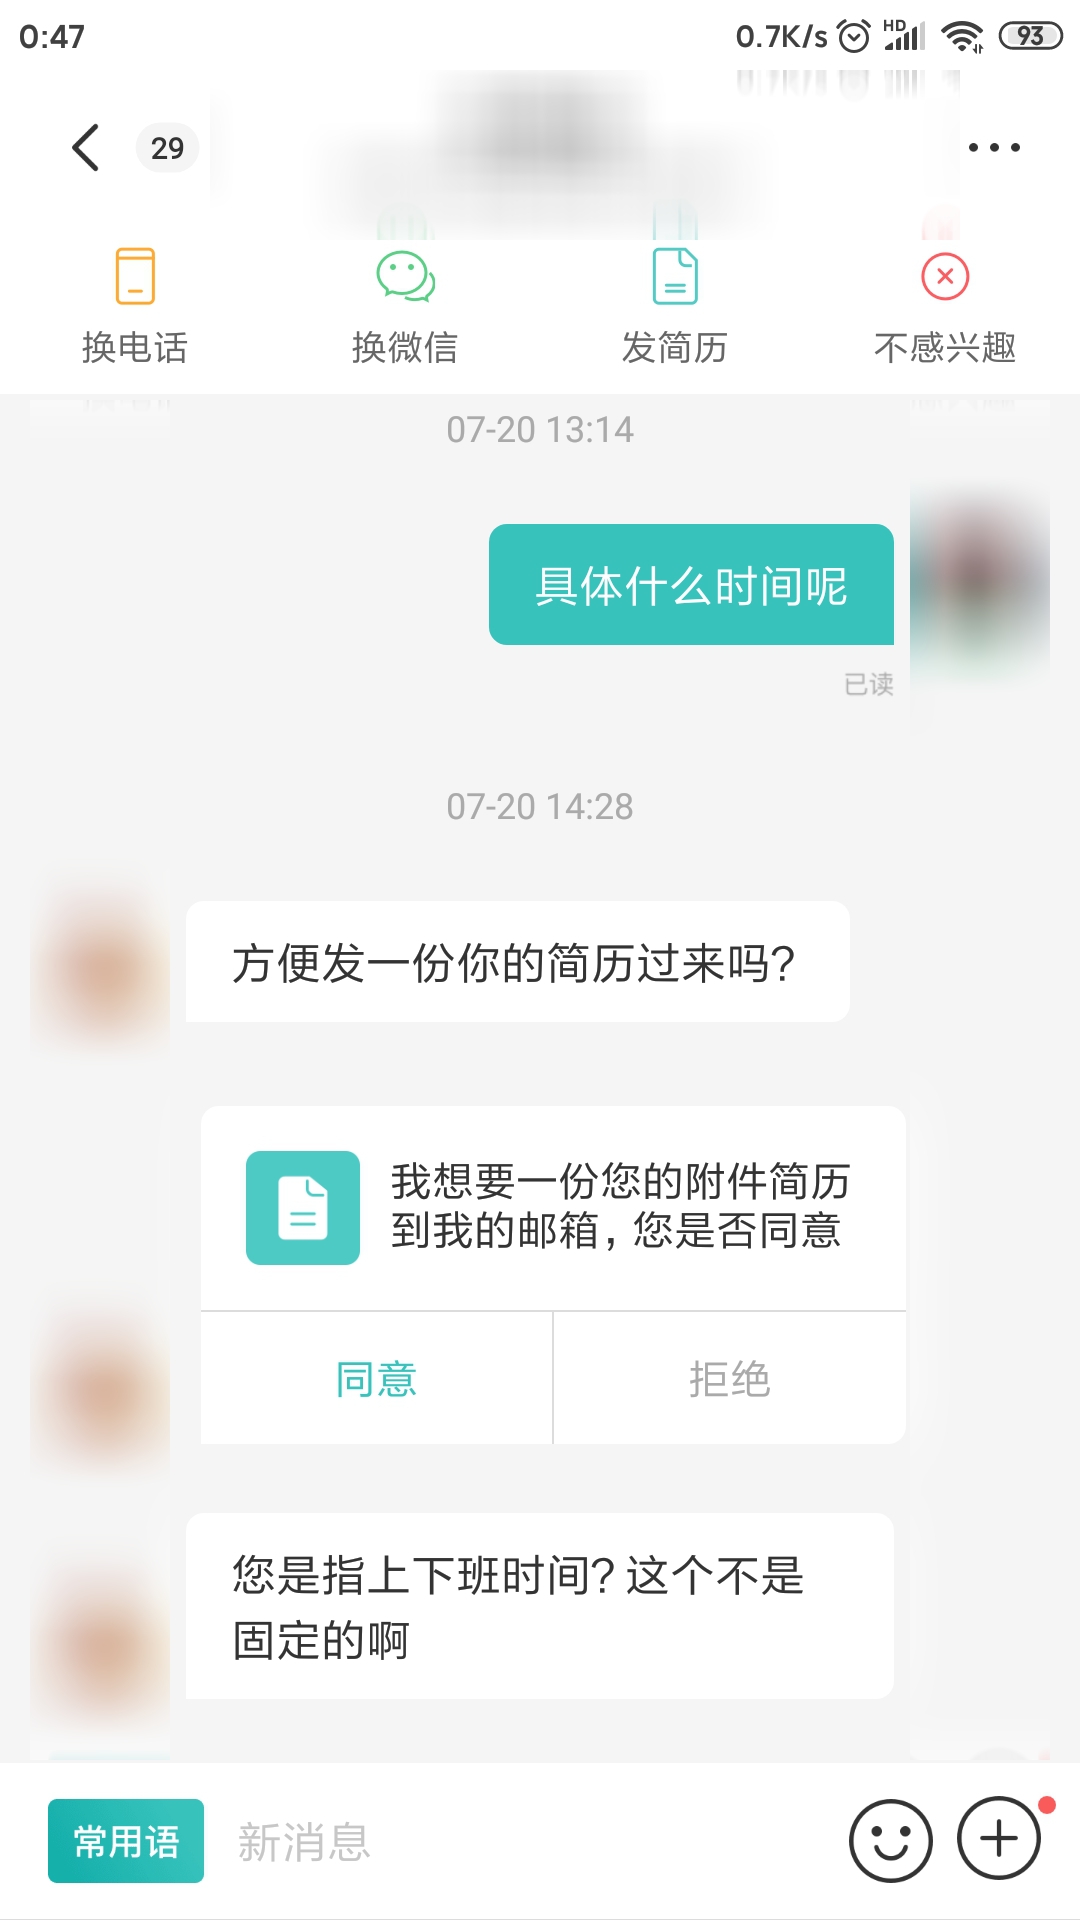 0:47
0.7K/s HD 93
29
换电话 换微信 发简历 不感兴趣
07-20 13:14
具体什么时间呢
已读
07-20 14:28
方便发一份你的简历过来吗?
我想要一份您的附件简历
到我的邮箱,您是否同意
同意 拒绝
您是指上下班时间?这个不是
固定的啊
常用语 新消息